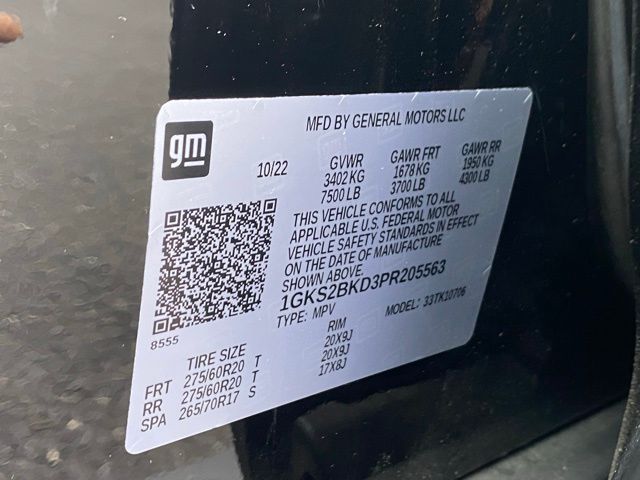 gm
MFD BY GENERAL MOTORS LLC
10/22
GVWR GAWR FRT GAWR RR
3402 KG 1678 KG 1950 KG
7500 LB 3700 LB 4300 LB
THIS VEHICLE CONFORMS TO ALL
APPLICABLE U.S. FEDERAL MOTOR
VEHICLE SAFETY STANDARDS IN EFFECT
ON THE DATE OF MANUFACTURE
SHOWN ABOVE.
1GKS2BKD3PR205563
TYPE: MPV MODEL: 33TK10706
8555
TIRE SIZE RIM
FRT 275/60R20 T 20X9J
RR 275/60R20 T 20X9J
SPA 265/70R17 S 17X8J